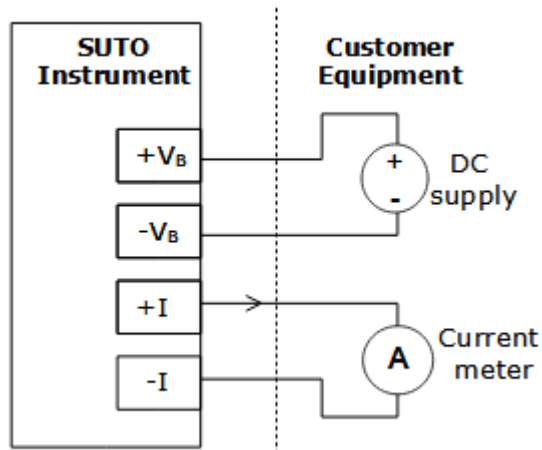 SUTO
Instrument
Customer
Equipment
+VB
-VB
+I
-I
+
-
DC
supply
A
Current
meter